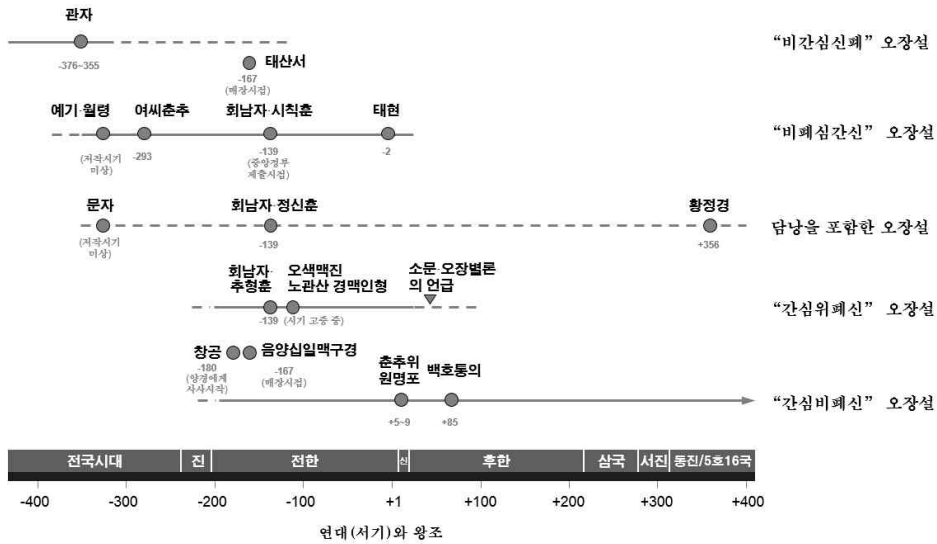 관자
-376~355
태산서
-167
(매장시점)
“비간심신폐” 오장설
예기·월령
(저작시기
미상)
여씨춘추
-293
회남자·시칙훈
-139
(중앙정부
제출시점)
태현
-2
“비폐심간신” 오장설
문자
(저작시기
미상)
회남자·정신훈
-139
황정경
+356
담낭을 포함한 오장설
회남자·
추형훈
-139
오색맥진
노관산 경맥인형
(시기 고증 중)
소문·오장별론
의 언급
“간심위폐신” 오장설
창공
-180
(양경에게
사사시작)
음양십일맥구경
-167
(매장시점)
춘추위
원명포
+5~9
백호통의
+85
“간심비폐신” 오장설
전국시대 진 전한 신 후한 삼국 서진 동진/5호16국
-400 -300 -200 -100 +1 +100 +200 +300 +400
연대(서기)와 왕조